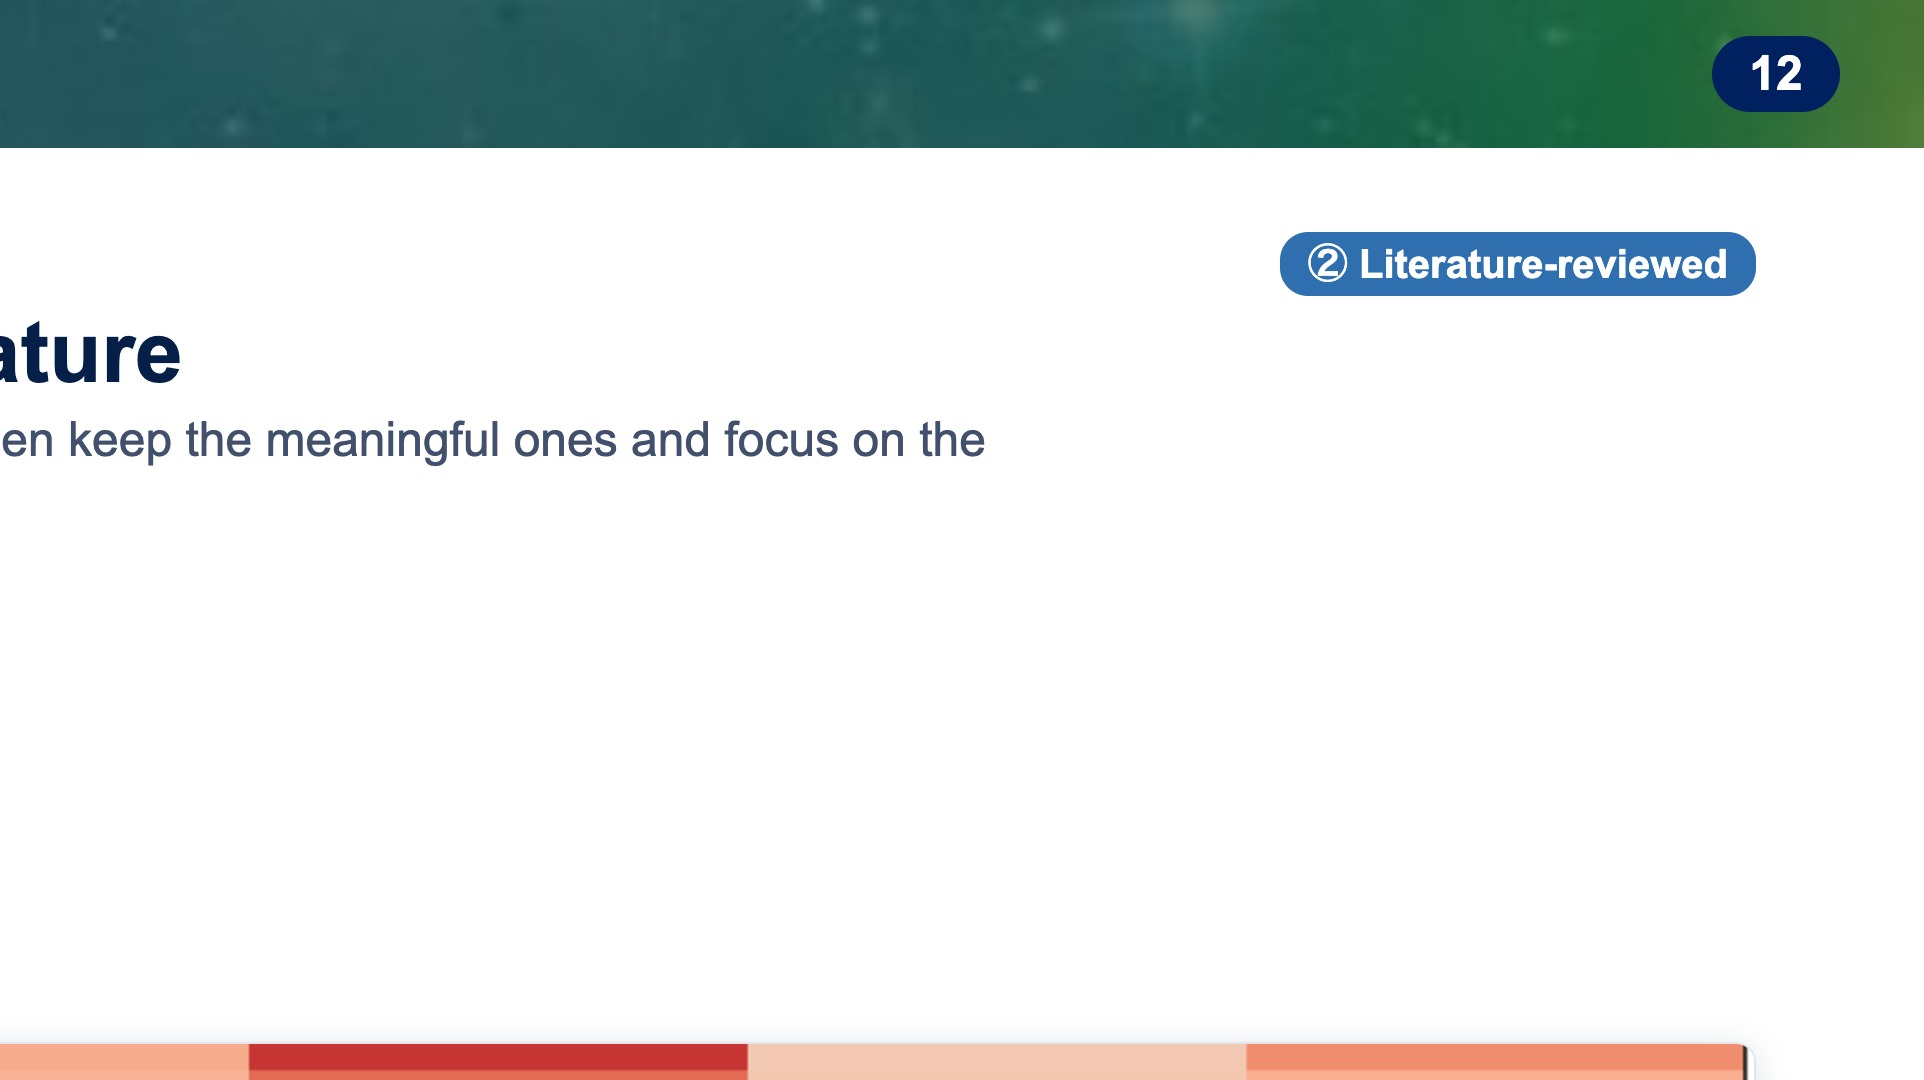 12
② Literature-reviewed
ature
en keep the meaningful ones and focus on the